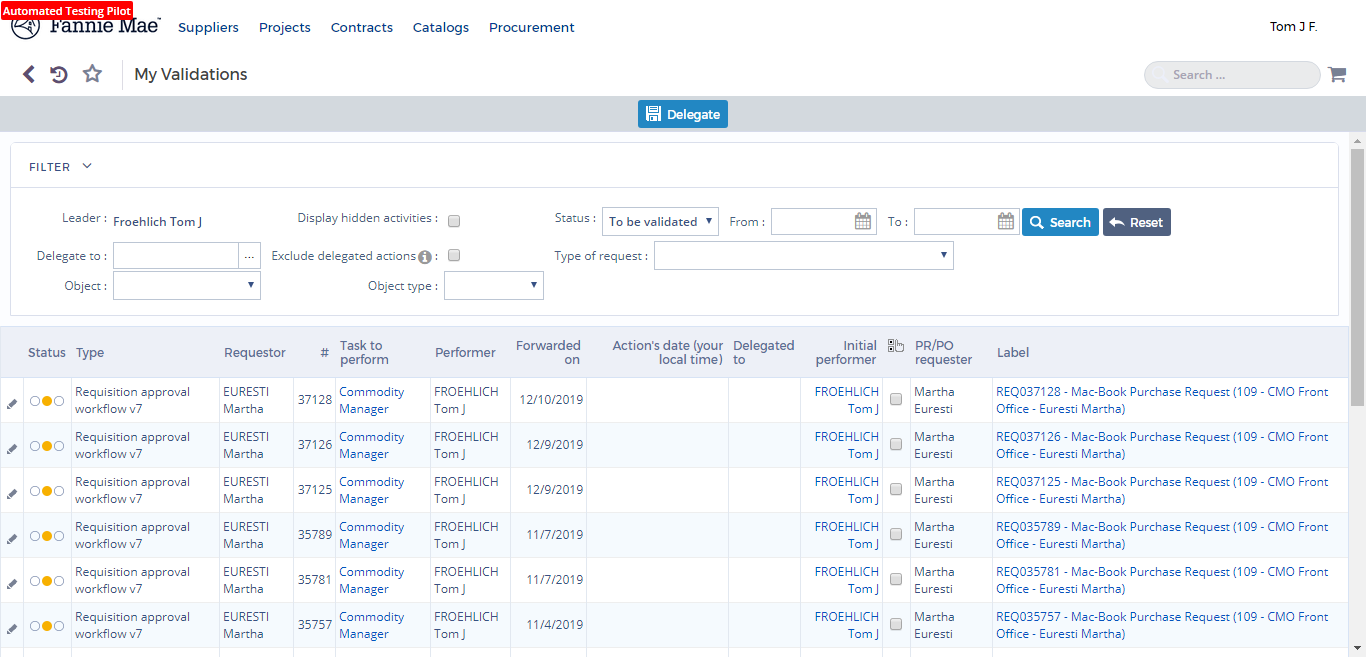 Automated Testing Pilot
Fannie Mae Suppliers Projects Contracts Catalogs Procurement Tom J F.
My Validations Search ...
Delegate
FILTER
Leader : Froehlich Tom J Display hidden activities : Status : To be validated From : To : Search Reset
Delegate to : ... Exclude delegated actions : Type of request :
Object : Object type :
Status Type Requestor # Task to perform Performer Forwarded on Action's date (your local time) Delegated to Initial performer PR/PO requester Label
Requisition approval EURESTI 37128 Commodity FROEHLICH 12/10/2019 FROEHLICH Martha REQ037128 - Mac-Book Purchase Request (109 - CMO Front
workflow v7 Martha Manager Tom J Tom J Euresti Office - Euresti Martha)
Requisition approval EURESTI 37126 Commodity FROEHLICH 12/9/2019 FROEHLICH Martha REQ037126 - Mac-Book Purchase Request (109 - CMO Front
workflow v7 Martha Manager Tom J Tom J Euresti Office - Euresti Martha)
Requisition approval EURESTI 37125 Commodity FROEHLICH 12/9/2019 FROEHLICH Martha REQ037125 - Mac-Book Purchase Request (109 - CMO Front
workflow v7 Martha Manager Tom J Tom J Euresti Office - Euresti Martha)
Requisition approval EURESTI 35789 Commodity FROEHLICH 11/7/2019 FROEHLICH Martha REQ035789 - Mac-Book Purchase Request (109 - CMO Front
workflow v7 Martha Manager Tom J Tom J Euresti Office - Euresti Martha)
Requisition approval EURESTI 35781 Commodity FROEHLICH 11/7/2019 FROEHLICH Martha REQ035781 - Mac-Book Purchase Request (109 - CMO Front
workflow v7 Martha Manager Tom J Tom J Euresti Office - Euresti Martha)
Requisition approval EURESTI 35757 Commodity FROEHLICH 11/4/2019 FROEHLICH Martha REQ035757 - Mac-Book Purchase Request (109 - CMO Front
workflow v7 Martha Manager Tom J Tom J Euresti Office - Euresti Martha)